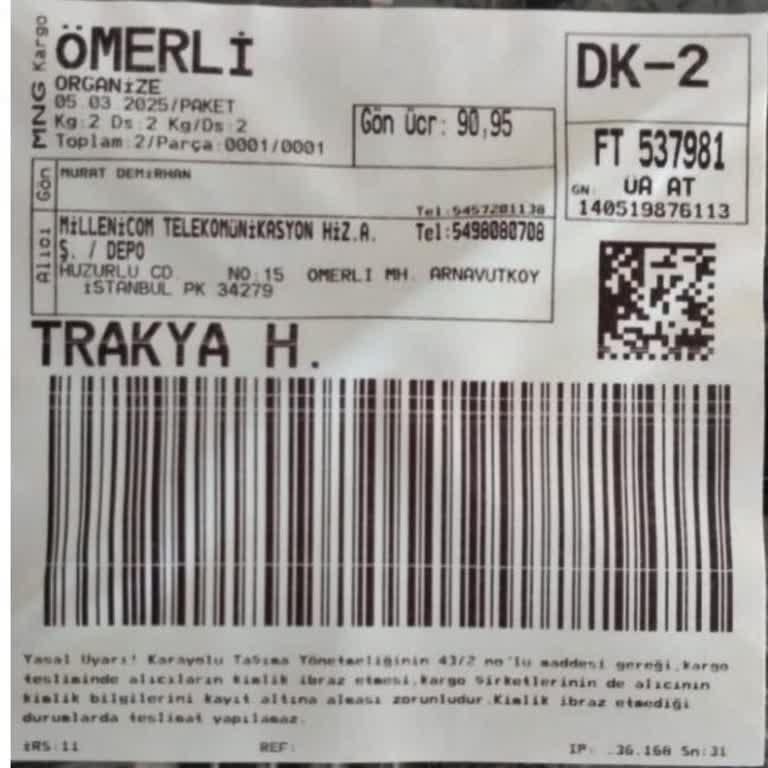 MNG Kargo
ÖMERLİ
ORGANİZE
05.03.2025/PAKET
Kg:2 Ds:2 Kg/Ds:2
Toplam:2/Parça:0001/0001
Gön Ücr: 90,95
DK-2
FT 537981
GN: ÜA AT
140519876113
Gön
MURAT DEMİRHAN
Tel:5457201138
Alıcı
MİLLENİCOM TELEKOMÜNİKASYON HİZ.A. Tel:5498080708
Ş. / DEPO
HUZURLU CD. NO:15 OMERLI MH. ARNAVUTKOY
İSTANBUL PK 34279
TRAKYA H.
Yasal Uyarı! Karayolu Taşıma Yönetmeliğinin 43/2 no'lu maddesi gereği,kargo
tesliminde alıcıların kimlik ibraz etmesi,kargo şirketlerinin de alıcının
kimlik bilgilerini kayıt altına alması zorunludur.Kimlik ibraz etmediği
durumlarda teslimat yapılamaz.
İRS:11 REF: IP: .36.168 Sn:31